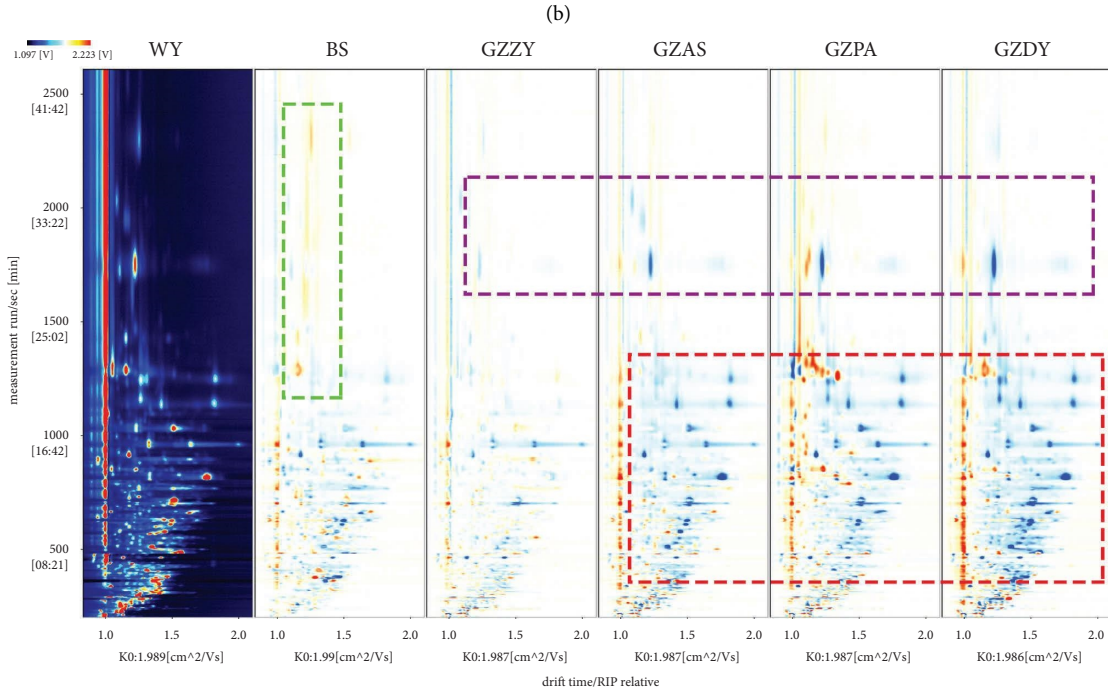 (b)
1.097 [V] 2.223 [V]
WY BS GZZY GZAS GZPA GZDY
2500
[41:42]
2000
[33:22]
1500
[25:02]
1000
[16:42]
500
[08:21]
measurement run/sec [min]
1.0 1.5 2.0 1.0 1.5 2.0 1.0 1.5 2.0 1.0 1.5 2.0 1.0 1.5 2.0 1.0 1.5 2.0
K0:1.989[cm^2/Vs] K0:1.99[cm^2/Vs] K0:1.987[cm^2/Vs] K0:1.987[cm^2/Vs] K0:1.987[cm^2/Vs] K0:1.986[cm^2/Vs]
drift time/RIP relative